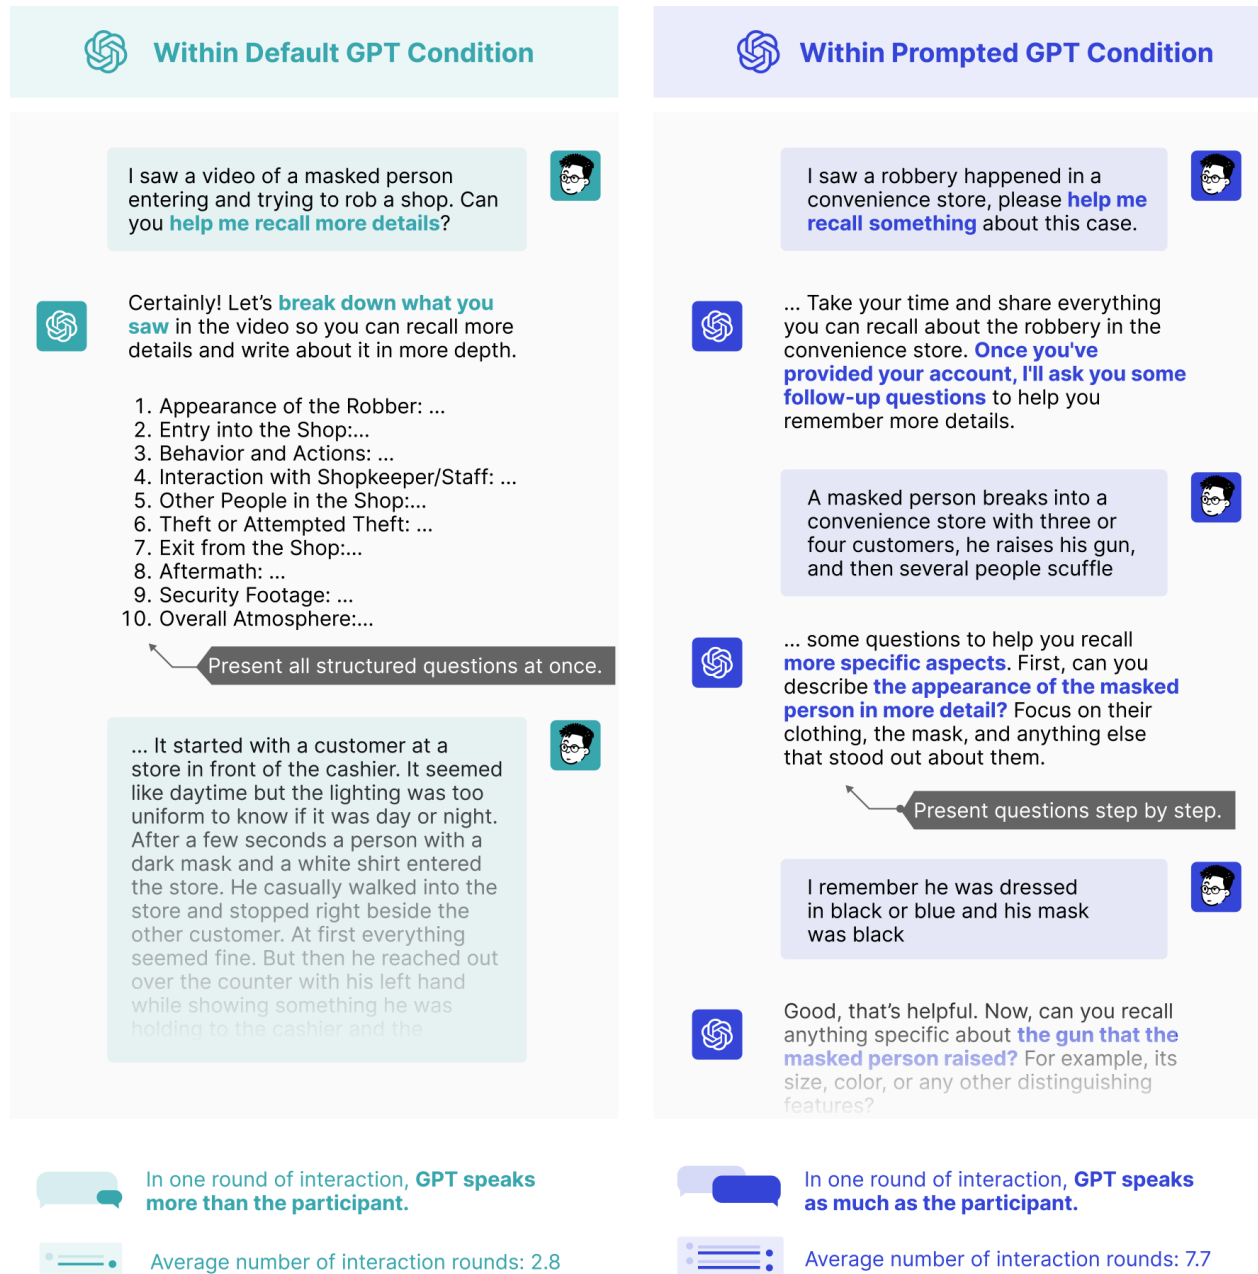 Within Default GPT Condition
I saw a video of a masked person
entering and trying to rob a shop. Can
you help me recall more details?
Certainly! Let's break down what you
saw in the video so you can recall more
details and write about it in more depth.
1. Appearance of the Robber: ...
2. Entry into the Shop:...
3. Behavior and Actions: ...
4. Interaction with Shopkeeper/Staff: ...
5. Other People in the Shop:...
6. Theft or Attempted Theft: ...
7. Exit from the Shop:...
8. Aftermath: ...
9. Security Footage: ...
10. Overall Atmosphere:...
Present all structured questions at once.
... It started with a customer at a
store in front of the cashier. It seemed
like daytime but the lighting was too
uniform to know if it was day or night.
After a few seconds a person with a
dark mask and a white shirt entered
the store. He casually walked into the
store and stopped right beside the
other customer. At first everything
seemed fine. But then he reached out
over the counter with his left hand
while showing something he was
holding to the cashier and the
In one round of interaction, GPT speaks
more than the participant.
Average number of interaction rounds: 2.8
Within Prompted GPT Condition
I saw a robbery happened in a
convenience store, please help me
recall something about this case.
... Take your time and share everything
you can recall about the robbery in the
convenience store. Once you've
provided your account, I'll ask you some
follow-up questions to help you
remember more details.
A masked person breaks into a
convenience store with three or
four customers, he raises his gun,
and then several people scuffle
... some questions to help you recall
more specific aspects. First, can you
describe the appearance of the masked
person in more detail? Focus on their
clothing, the mask, and anything else
that stood out about them.
Present questions step by step.
I remember he was dressed
in black or blue and his mask
was black
Good, that's helpful. Now, can you recall
anything specific about the gun that the
masked person raised? For example, its
size, color, or any other distinguishing
features?
In one round of interaction, GPT speaks
as much as the participant.
Average number of interaction rounds: 7.7